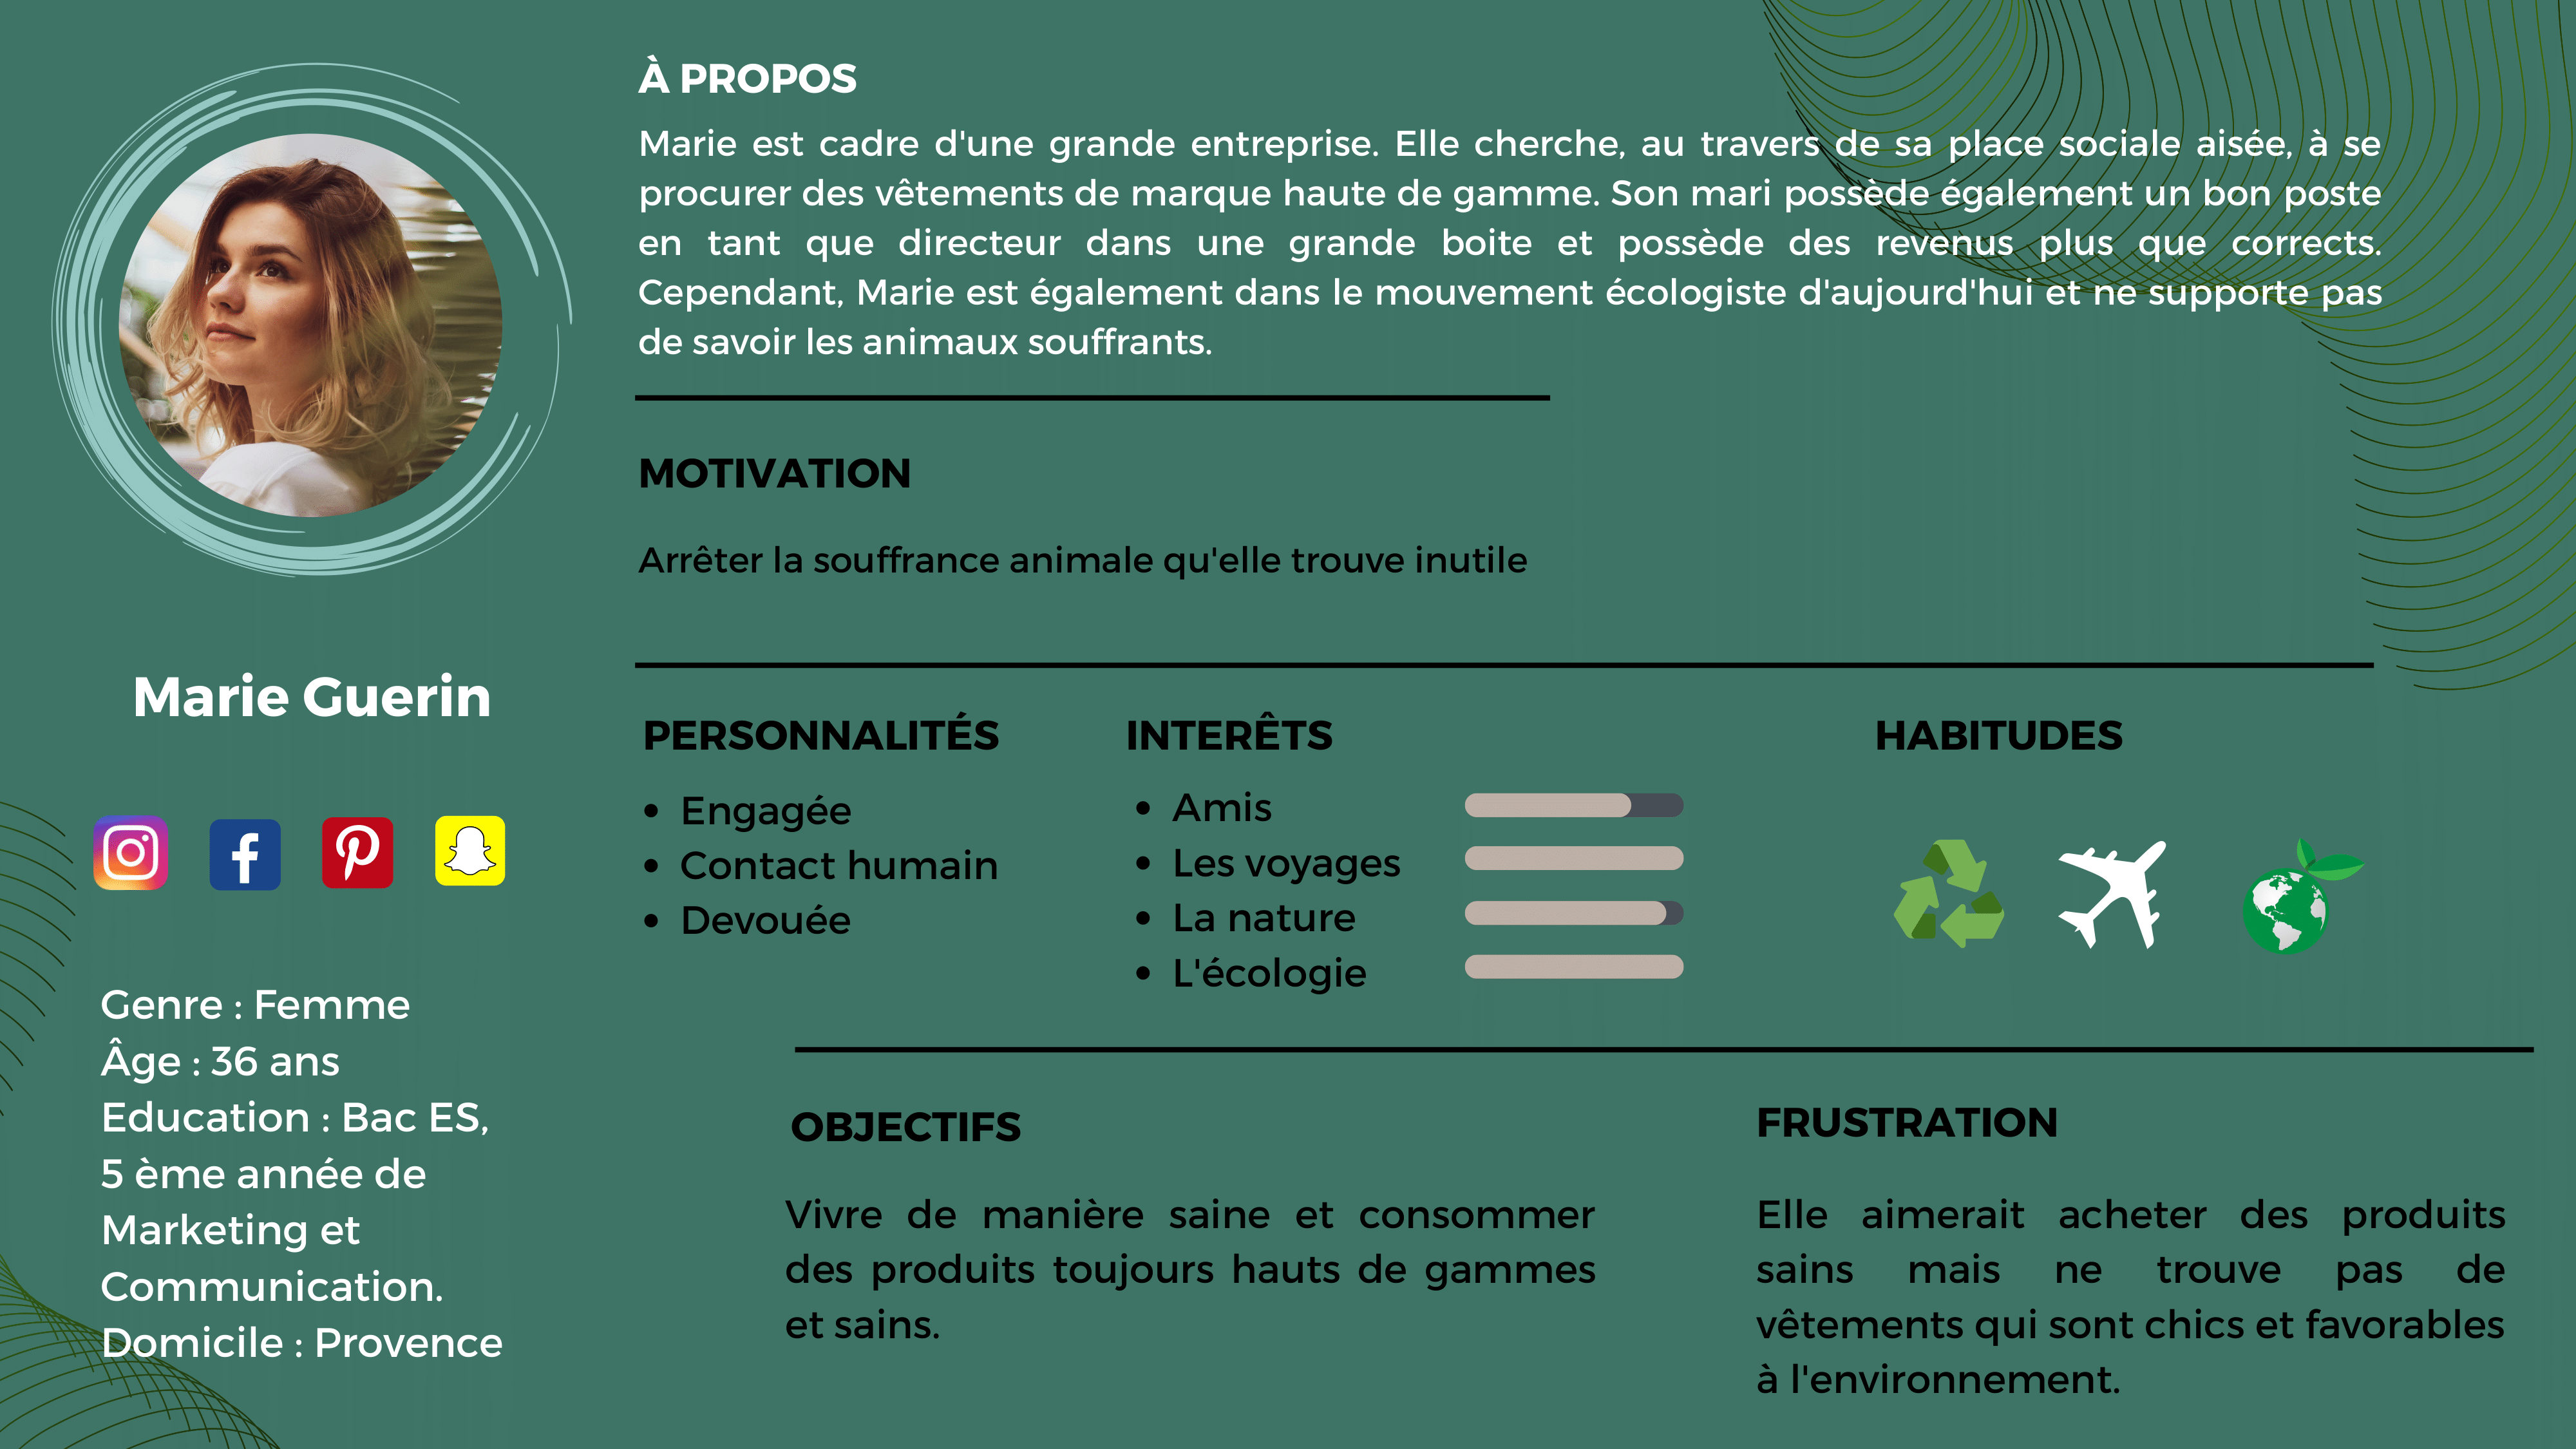 À PROPOS
Marie est cadre d'une grande entreprise. Elle cherche, au travers de sa place sociale aisée, à se
procurer des vêtements de marque haute de gamme. Son mari possède également un bon poste
en tant que directeur dans une grande boite et possède des revenus plus que corrects.
Cependant, Marie est également dans le mouvement écologiste d'aujourd'hui et ne supporte pas
de savoir les animaux souffrants.
MOTIVATION
Arrêter la souffrance animale qu'elle trouve inutile
Marie Guerin
Genre : Femme
Âge : 36 ans
Education : Bac ES,
5 ème année de
Marketing et
Communication.
Domicile : Provence
PERSONNALITÉS
• Engagée
• Contact humain
• Devouée
INTERÊTS
• Amis
• Les voyages
• La nature
• L'écologie
HABITUDES
OBJECTIFS
Vivre de manière saine et consommer
des produits toujours hauts de gammes
et sains.
FRUSTRATION
Elle aimerait acheter des produits
sains mais ne trouve pas de
vêtements qui sont chics et favorables
à l'environnement.